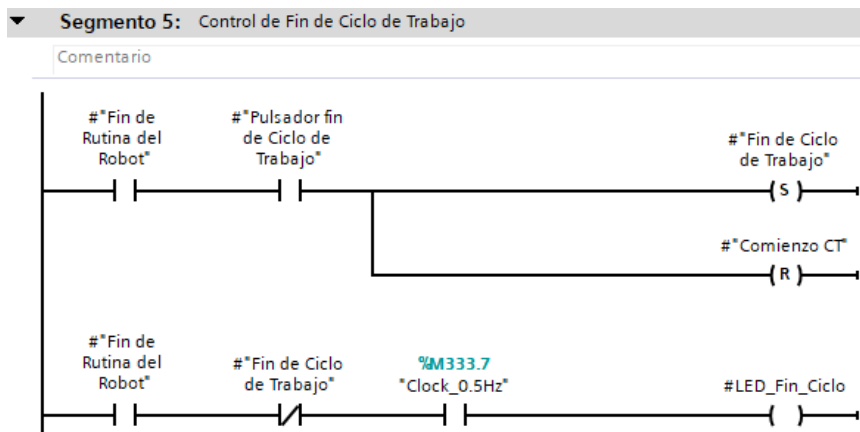 Segmento 5: Control de Fin de Ciclo de Trabajo
Comentario
#"Fin de
Rutina del
Robot"
#"Pulsador fin
de Ciclo de
Trabajo"
#"Fin de Ciclo
de Trabajo"
S
#"Comienzo CT"
R
#"Fin de
Rutina del
Robot"
#"Fin de Ciclo
de Trabajo"
%M333.7
"Clock_0.5Hz"
#LED_Fin_Ciclo